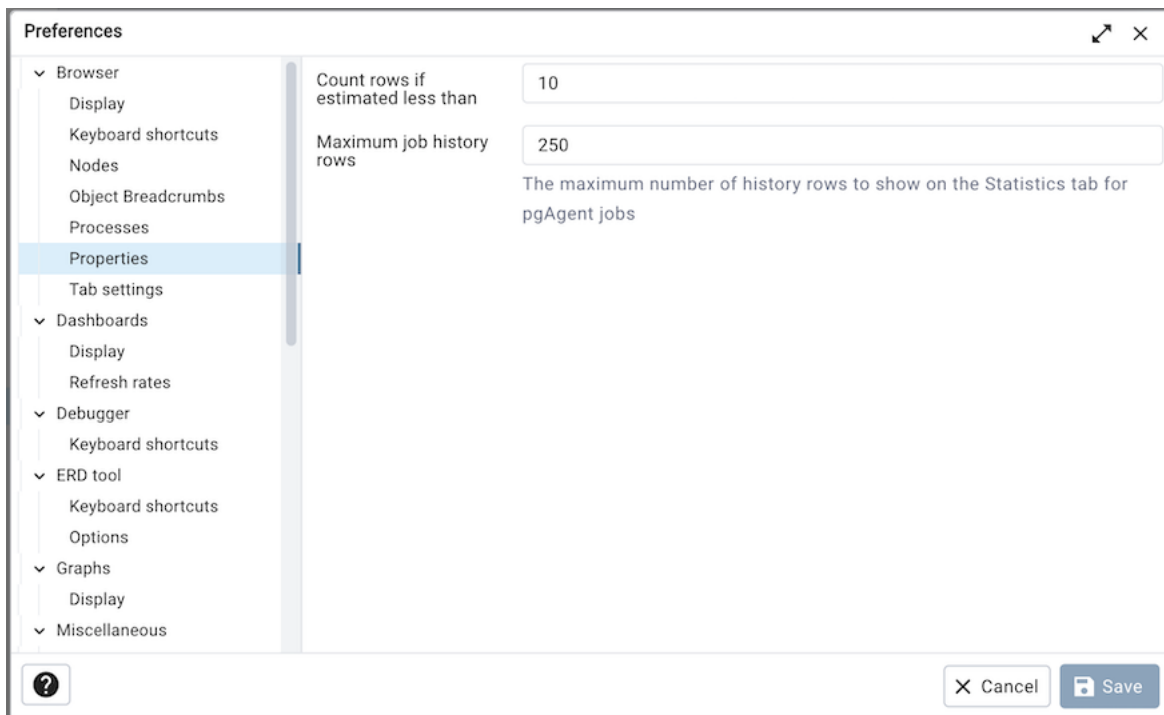 Preferences
Browser
Display
Keyboard shortcuts
Nodes
Object Breadcrumbs
Processes
Properties
Tab settings
Dashboards
Display
Refresh rates
Debugger
Keyboard shortcuts
ERD tool
Keyboard shortcuts
Options
Graphs
Display
Miscellaneous
Count rows if
estimated less than
10
Maximum job history
rows
250
The maximum number of history rows to show on the Statistics tab for
pgAgent jobs
?
Cancel
Save